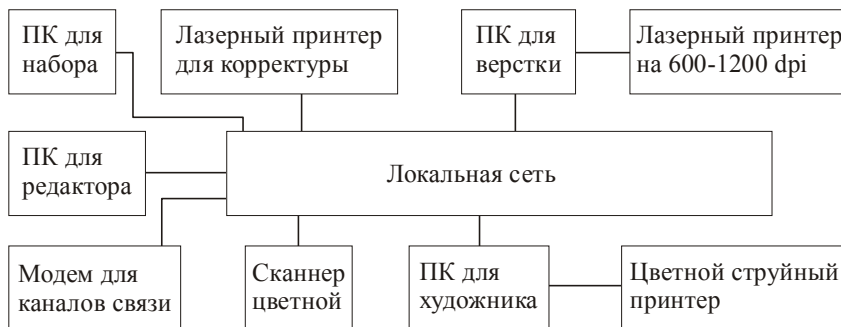 ПК для
набора
Лазерный принтер
для корректуры
ПК для
верстки
Лазерный принтер
на 600-1200 dpi
ПК для
редактора
Локальная сеть
Модем для
каналов связи
Сканнер
цветной
ПК для
художника
Цветной струйный
принтер